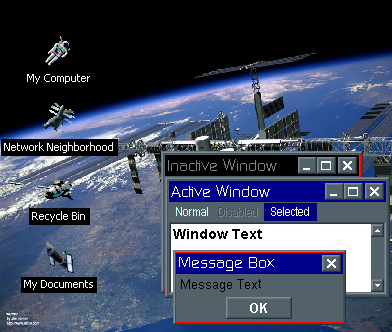 My Computer
Network Neighborhood
Recycle Bin
My Documents
Inactive Window
Active Window
Normal Disabled Selected
Window Text
Message Box
Message Text
OK